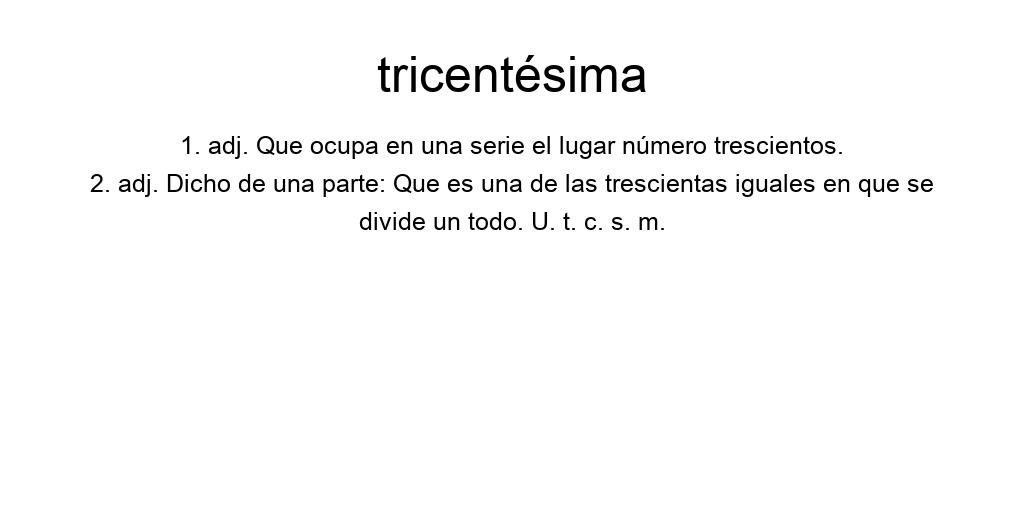 tricentésima
1. adj. Que ocupa en una serie el lugar número trescientos.
2. adj. Dicho de una parte: Que es una de las trescientas iguales en que se
divide un todo. U. t. c. s. m.